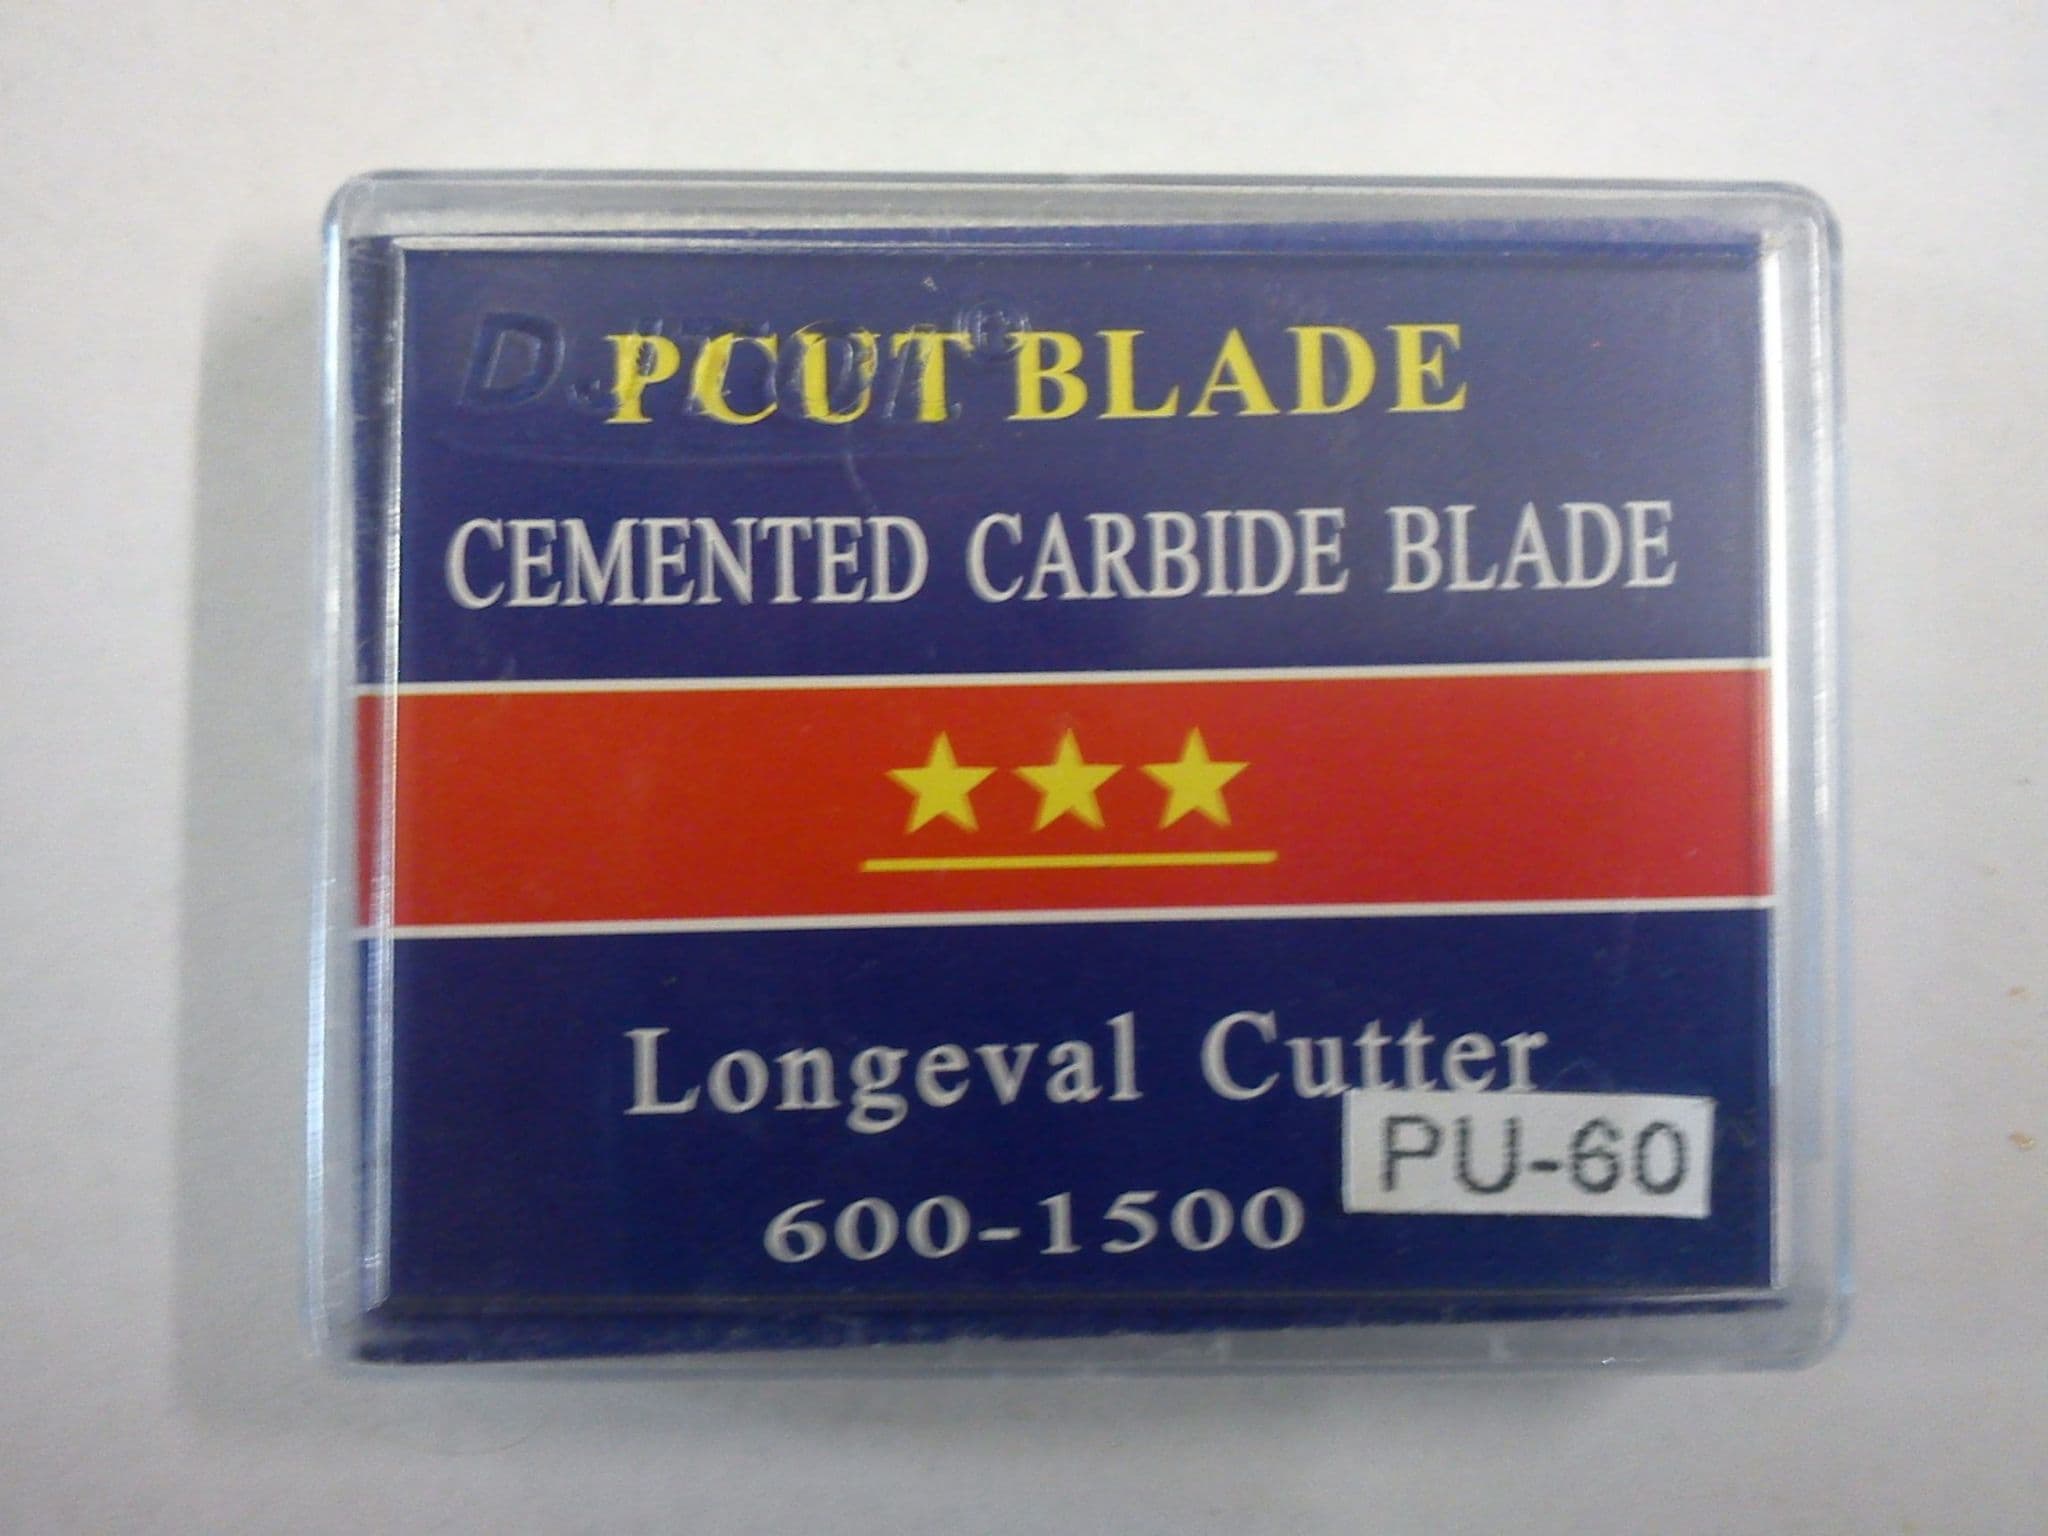 PCUT BLADE
CEMENTED CARBIDE BLADE
Longeval Cutter
PU-60
600-1500